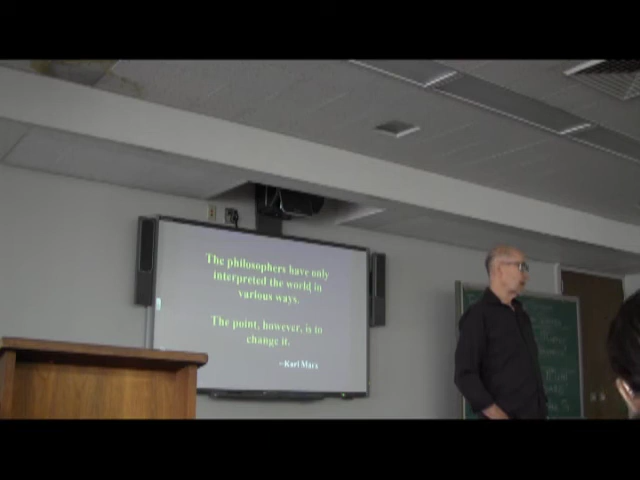 The philosophers have only
interpreted the world in
various ways.
The point, however, is to
change it.
--Karl Marx